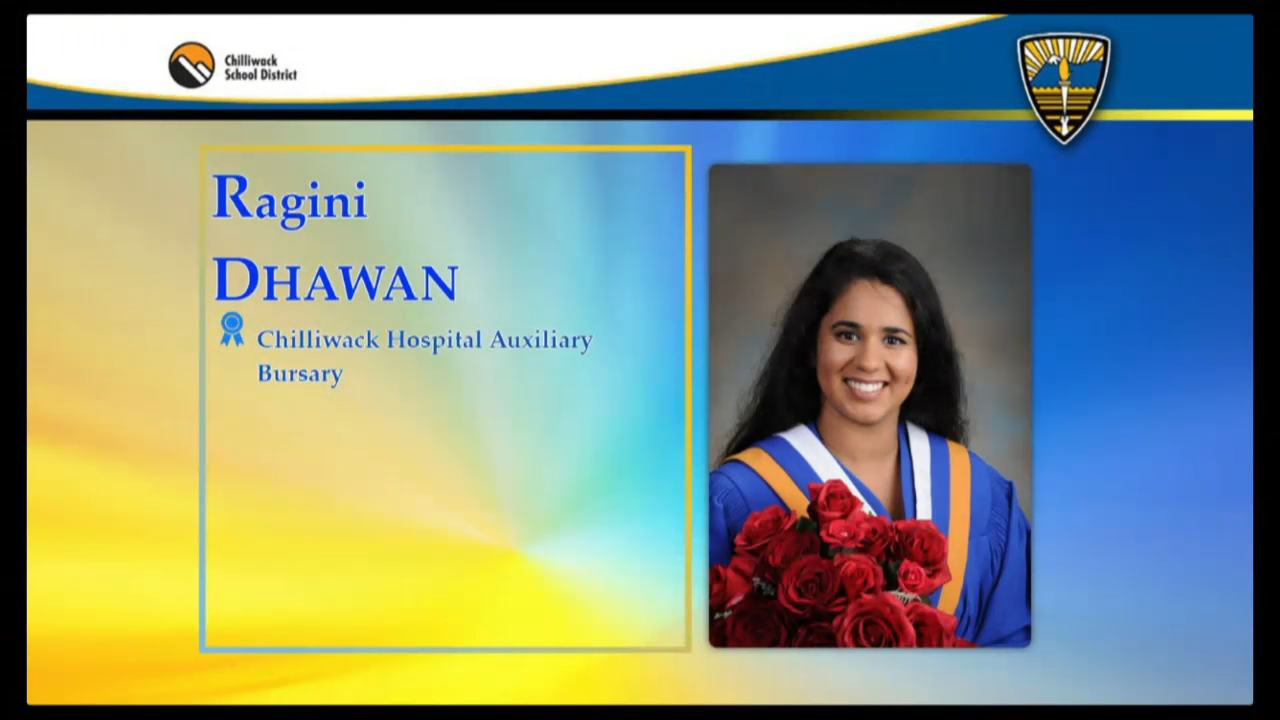 Chilliwack
School District
Ragini
DHAWAN
Chilliwack Hospital Auxiliary
Bursary